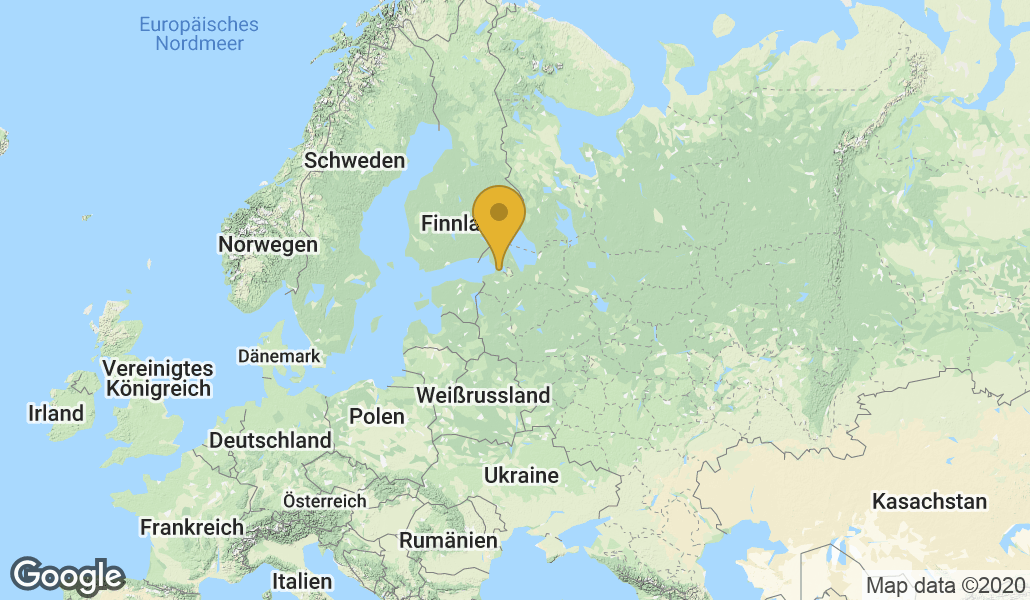 Europäisches
Nordmeer
Schweden
Finnla
Norwegen
Dänemark
Vereinigtes
Königreich
Weißrussland
Irland
Polen
Deutschland
Ukraine
Österreich
Kasachstan
Frankreich
Rumänien
Italien
Google
Map data ©2020